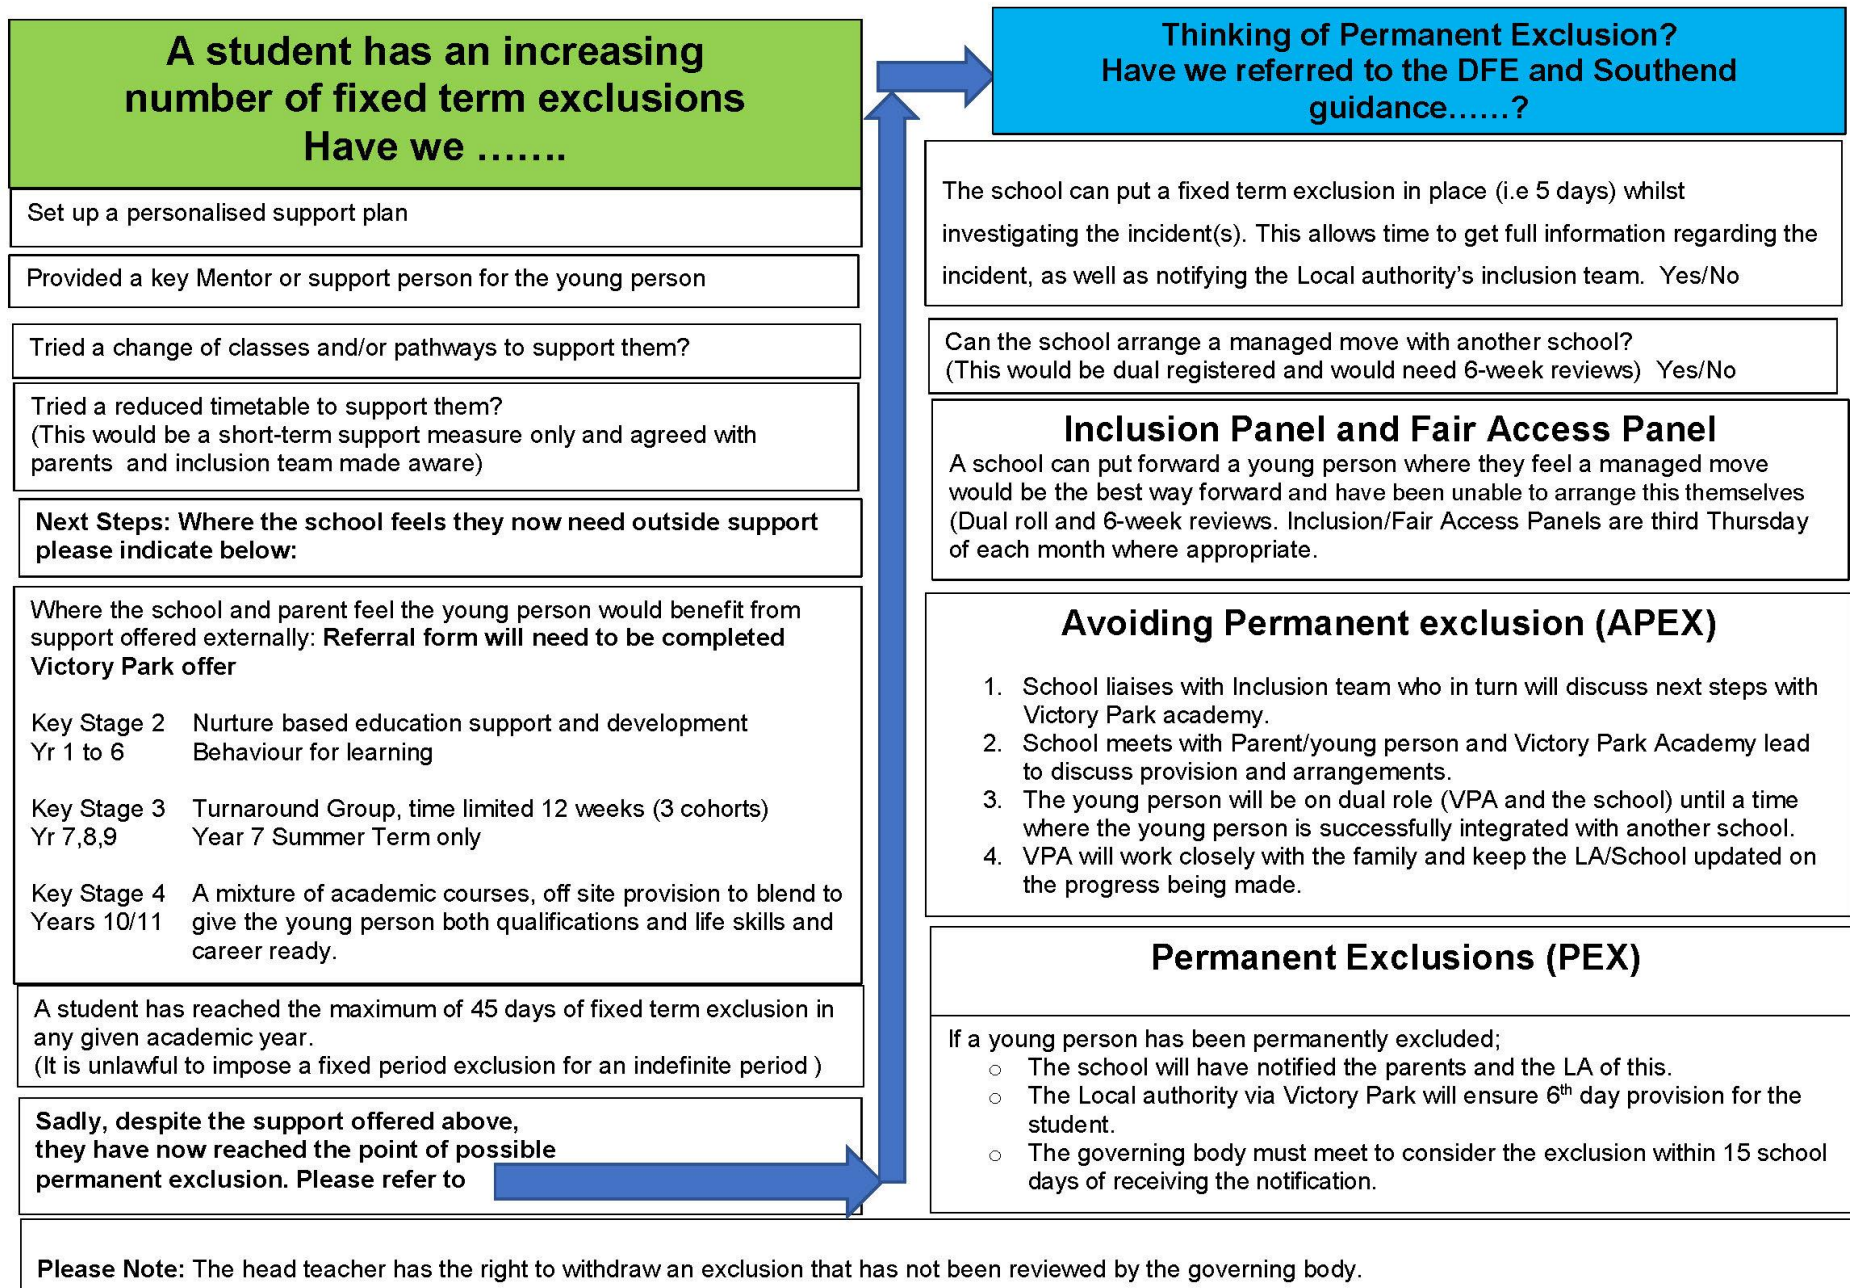 A student has an increasing
number of fixed term exclusions
Have we …….
Set up a personalised support plan
Provided a key Mentor or support person for the young person
Tried a change of classes and/or pathways to support them?
Tried a reduced timetable to support them?
(This would be a short-term support measure only and agreed with
parents and inclusion team made aware)
Next Steps: Where the school feels they now need outside support
please indicate below:
Where the school and parent feel the young person would benefit from
support offered externally: Referral form will need to be completed
Victory Park offer
Key Stage 2 Nurture based education support and development
Yr 1 to 6 Behaviour for learning
Key Stage 3 Turnaround Group, time limited 12 weeks (3 cohorts)
Yr 7,8,9 Year 7 Summer Term only
Key Stage 4 A mixture of academic courses, off site provision to blend to
Years 10/11 give the young person both qualifications and life skills and
career ready.
A student has reached the maximum of 45 days of fixed term exclusion in
any given academic year.
(It is unlawful to impose a fixed period exclusion for an indefinite period )
Sadly, despite the support offered above,
they have now reached the point of possible
permanent exclusion. Please refer to
Thinking of Permanent Exclusion?
Have we referred to the DFE and Southend
guidance……?
The school can put a fixed term exclusion in place (i.e 5 days) whilst
investigating the incident(s). This allows time to get full information regarding the
incident, as well as notifying the Local authority’s inclusion team. Yes/No
Can the school arrange a managed move with another school?
(This would be dual registered and would need 6-week reviews) Yes/No
Inclusion Panel and Fair Access Panel
A school can put forward a young person where they feel a managed move
would be the best way forward and have been unable to arrange this themselves
(Dual roll and 6-week reviews. Inclusion/Fair Access Panels are third Thursday
of each month where appropriate.
Avoiding Permanent exclusion (APEX)
1. School liaises with Inclusion team who in turn will discuss next steps with
Victory Park academy.
2. School meets with Parent/young person and Victory Park Academy lead
to discuss provision and arrangements.
3. The young person will be on dual role (VPA and the school) until a time
where the young person is successfully integrated with another school.
4. VPA will work closely with the family and keep the LA/School updated on
the progress being made.
Permanent Exclusions (PEX)
If a young person has been permanently excluded;
○ The school will have notified the parents and the LA of this.
○ The Local authority via Victory Park will ensure 6th day provision for the
student.
○ The governing body must meet to consider the exclusion within 15 school
days of receiving the notification.
Please Note: The head teacher has the right to withdraw an exclusion that has not been reviewed by the governing body.